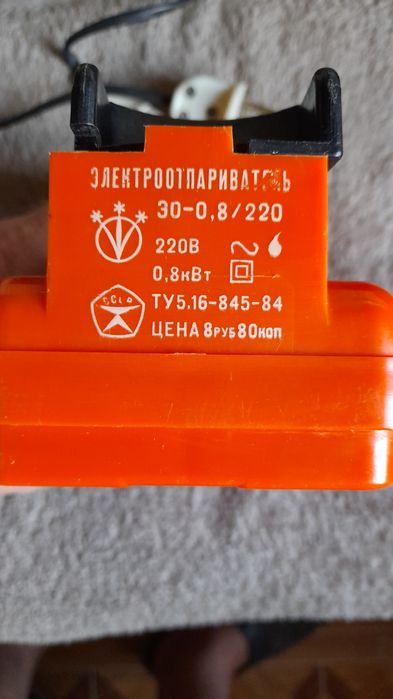 ЭЛЕКТРООТПАРИВАТЕЛЬ
ЭО-0,8/220
220В
0,8кВт
ТУ5.16-845-84
ЦЕНА 8РУБ80КОП